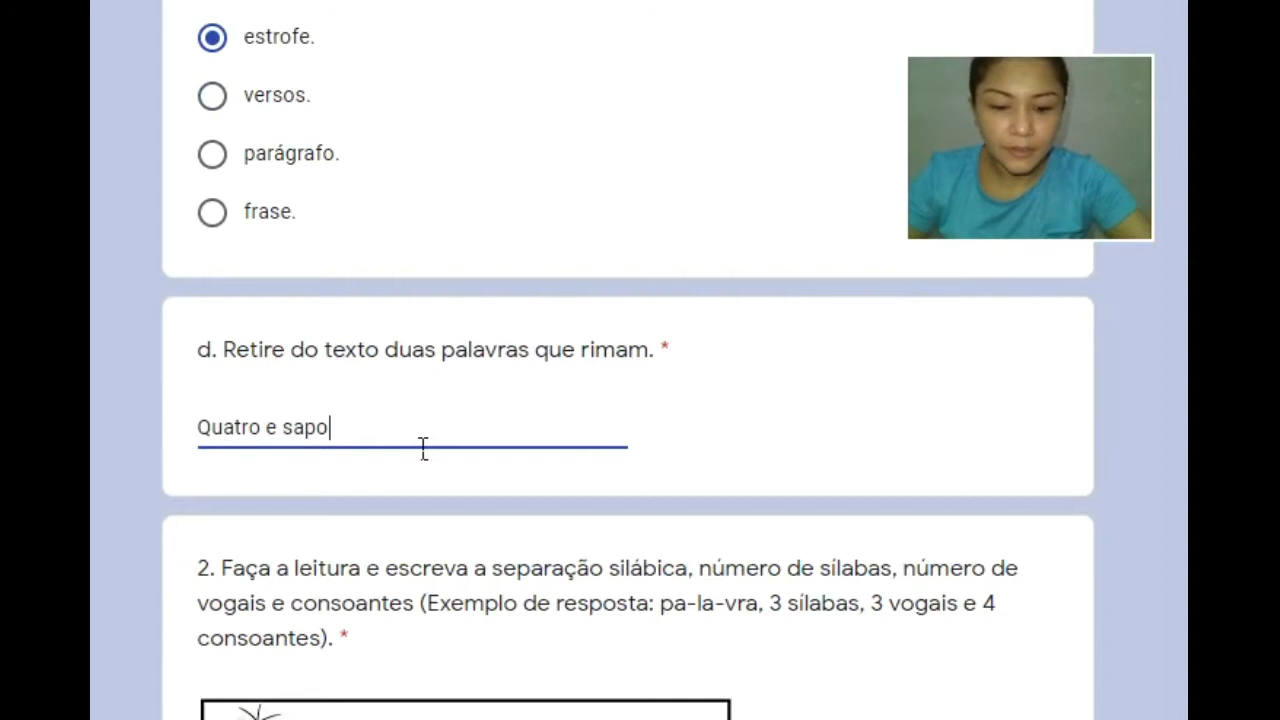 estrofe.
versos.
parágrafo.
frase.
d. Retire do texto duas palavras que rimam. *
Quatro e sapo
2. Faça a leitura e escreva a separação silábica, número de sílabas, número de
vogais e consoantes (Exemplo de resposta: pa-la-vra, 3 sílabas, 3 vogais e 4
consoantes). *